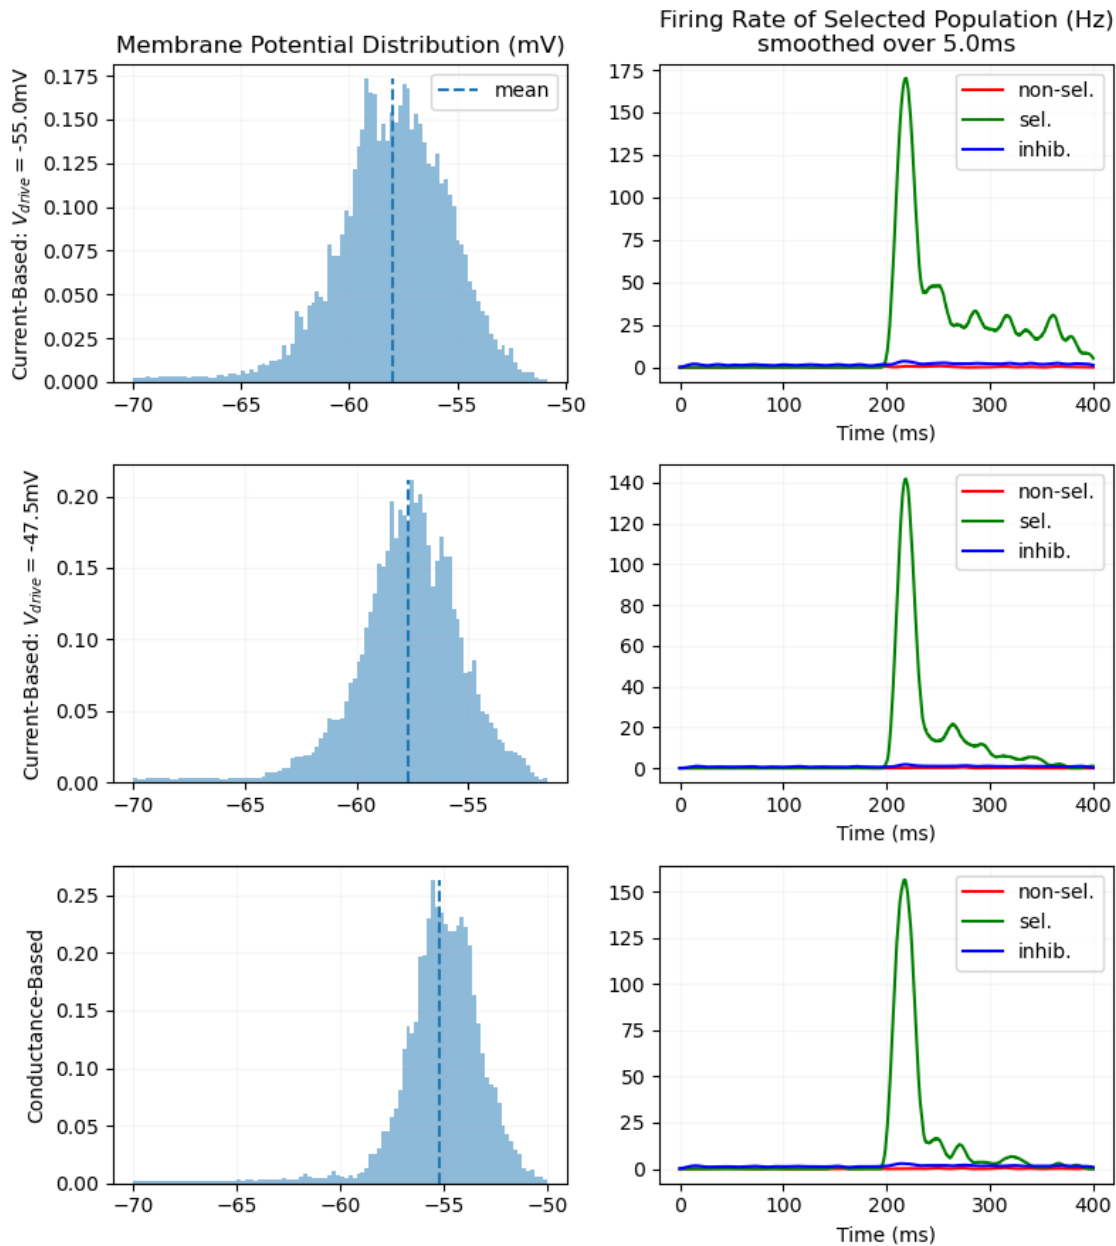 Membrane Potential Distribution (mV)
Firing Rate of Selected Population (Hz)
smoothed over 5.0ms
Current-Based: V_drive = -55.0mV
0.175
0.150
0.125
0.100
0.075
0.050
0.025
0.000
mean
−70 −65 −60 −55 −50
175
150
125
100
75
50
25
0
non-sel.
sel.
inhib.
0 100 200 300 400
Time (ms)
Current-Based: V_drive = -47.5mV
0.20
0.15
0.10
0.05
0.00
−70 −65 −60 −55
140
120
100
80
60
40
20
0
non-sel.
sel.
inhib.
0 100 200 300 400
Time (ms)
Conductance-Based
0.25
0.20
0.15
0.10
0.05
0.00
−70 −65 −60 −55 −50
150
125
100
75
50
25
0
non-sel.
sel.
inhib.
0 100 200 300 400
Time (ms)